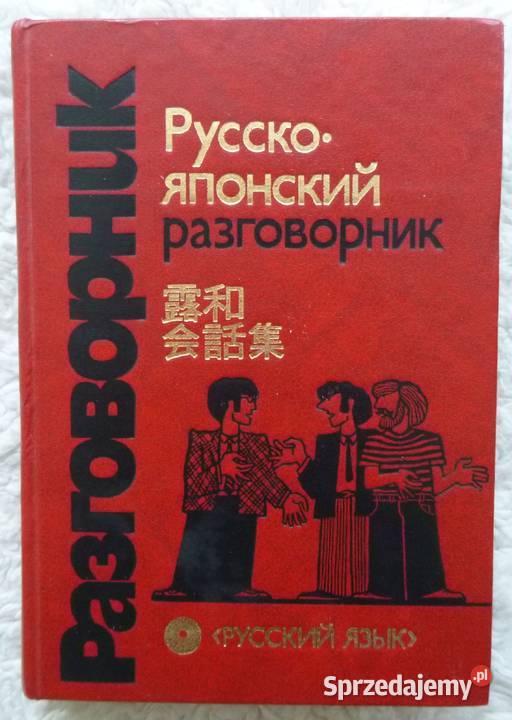 Разговорник
Русско-
японский
разговорник
露和
会話集
«РУССКИЙ ЯЗЫК»
Sprzedajemy.pl